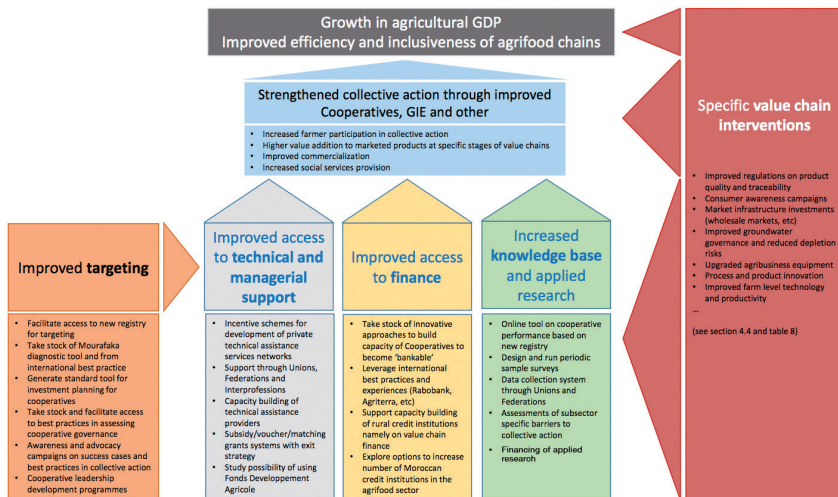 Growth in agricultural GDP
Improved efficiency and inclusiveness of agrifood chains
Strengthened collective action through improved
Cooperatives, GIE and other
• Increased farmer participation in collective action
• Higher value addition to marketed products at specific stages of value chains
• Improved commercialization
• Increased social services provision
Improved targeting
• Facilitate access to new registry
for targeting
• Take stock of Mourafaka
diagnostic tool and from
international best practice
• Generate standard tool for
investment planning for
cooperatives
• Take stock and facilitate access
to best practices in assessing
cooperative governance
• Awareness and advocacy
campaigns on success cases and
best practices in collective action
• Cooperative leadership
development programmes
Improved access
to technical and
managerial
support
• Incentive schemes for
development of private
technical assistance
services networks
• Support through Unions,
Federations and
Interprofessions
• Capacity building of
technical assistance
providers
• Subsidy/voucher/matching
grants systems with exit
strategy
• Study possibility of using
Fonds Developpement
Agricole
Improved access
to finance
• Take stock of innovative
approaches to build
capacity of Cooperatives to
become ‘bankable’
• Leverage international
best practices and
experiences (Rabobank,
Agriterra, etc)
• Support capacity building
of rural credit institutions
namely on value chain
finance
• Explore options to increase
number of Moroccan
credit institutions in the
agrifood sector
Increased
knowledge base
and applied
research
• Online tool on cooperative
performance based on
new registry
• Design and run periodic
sample surveys
• Data collection system
through Unions and
Federations
• Assessments of subsector
specific barriers to
collective action
• Financing of applied
research
Specific value chain
interventions
• Improved regulations on product
quality and traceability
• Consumer awareness campaigns
• Market infrastructure investments
(wholesale markets, etc)
• Improved groundwater
governance and reduced depletion
risks
• Upgraded agribusiness equipment
• Process and product innovation
• Improved farm level technology
and productivity
...
(see section 4.4 and table 8)